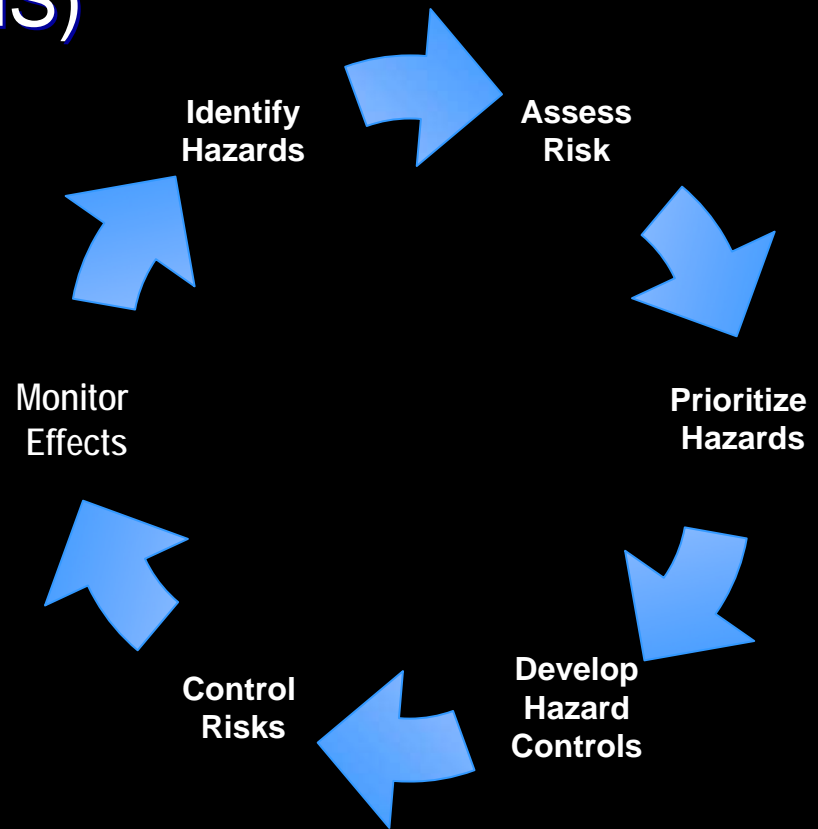 Identify
Hazards
Assess
Risk
Prioritize
Hazards
Develop
Hazard
Controls
Control
Risks
Monitor
Effects